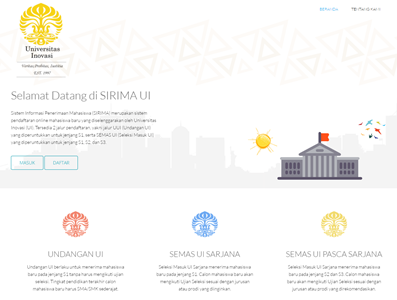 BERANDA
TENTANG KAMI
Universitas
Inovasi
Veritas, Probitas, Iustitia
EST. 1997
Selamat Datang di SIRIMA UI
Sistem Informasi Penerimaan Mahasiswa (SIRIMA) merupakan sistem
pendaftaran online mahasiswa baru yang diselenggarakan oleh Universitas
Inovasi (UI). Tersedia 2 jalur pendaftaran, yakni jalur UUI (Undangan UI)
yang diperuntukkan untuk jenjang S1, serta SEMAS UI (Seleksi Masuk UI)
yang diperuntukkan untuk jenjang S1, S2, dan S3.
MASUK
DAFTAR
UNDANGAN UI
Undangan UI berlaku untuk menerima mahasiswa
baru pada jenjang S1 tanpa harus mengikuti ujian
seleksi. Tingkat pendidikan terakhir calon
mahasiswa baru harus SMA/SMK sederajat
SEMAS UI SARJANA
Seleksi Masuk UI Sarjana menerima mahasiswa
baru pada jenjang S1. Calon mahasiswa baru akan
mengikuti Ujian Seleksi sesuai dengan jurusan
atau prodi yang diinginkan
SEMAS UI PASCA SARJANA
Seleksi Masuk UI Sarjana menerima mahasiswa
baru pada jenjang S2 dan S3. Calon mahasiswa
baru akan mengikuti Ujian Seleksi sesuai dengan
jurusan atau prodi yang direkomendasikan.